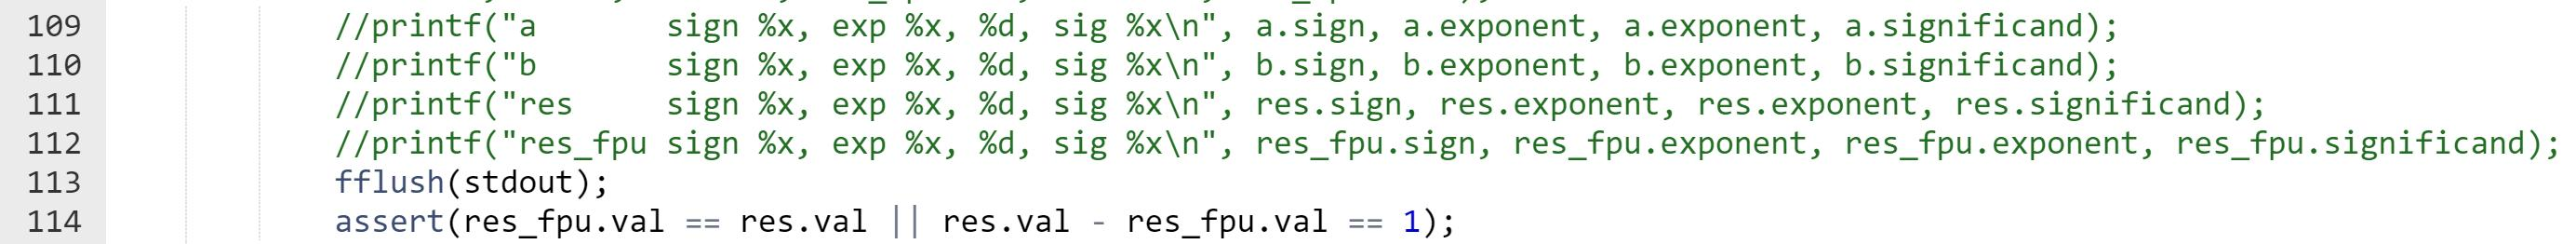 109 //printf("a       sign %x, exp %x, %d, sig %x\n", a.sign, a.exponent, a.exponent, a.significand);
110 //printf("b       sign %x, exp %x, %d, sig %x\n", b.sign, b.exponent, b.exponent, b.significand);
111 //printf("res     sign %x, exp %x, %d, sig %x\n", res.sign, res.exponent, res.exponent, res.significand);
112 //printf("res_fpu sign %x, exp %x, %d, sig %x\n", res_fpu.sign, res_fpu.exponent, res_fpu.exponent, res_fpu.significand);
113 fflush(stdout);
114 assert(res_fpu.val == res.val || res.val - res_fpu.val == 1);